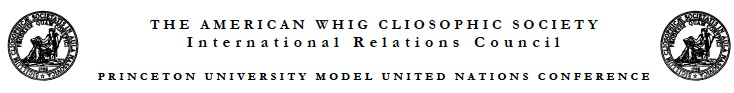 THE AMERICAN WHIG CLIOSOPHIC SOCIETY
International Relations Council
PRINCETON UNIVERSITY MODEL UNITED NATIONS CONFERENCE